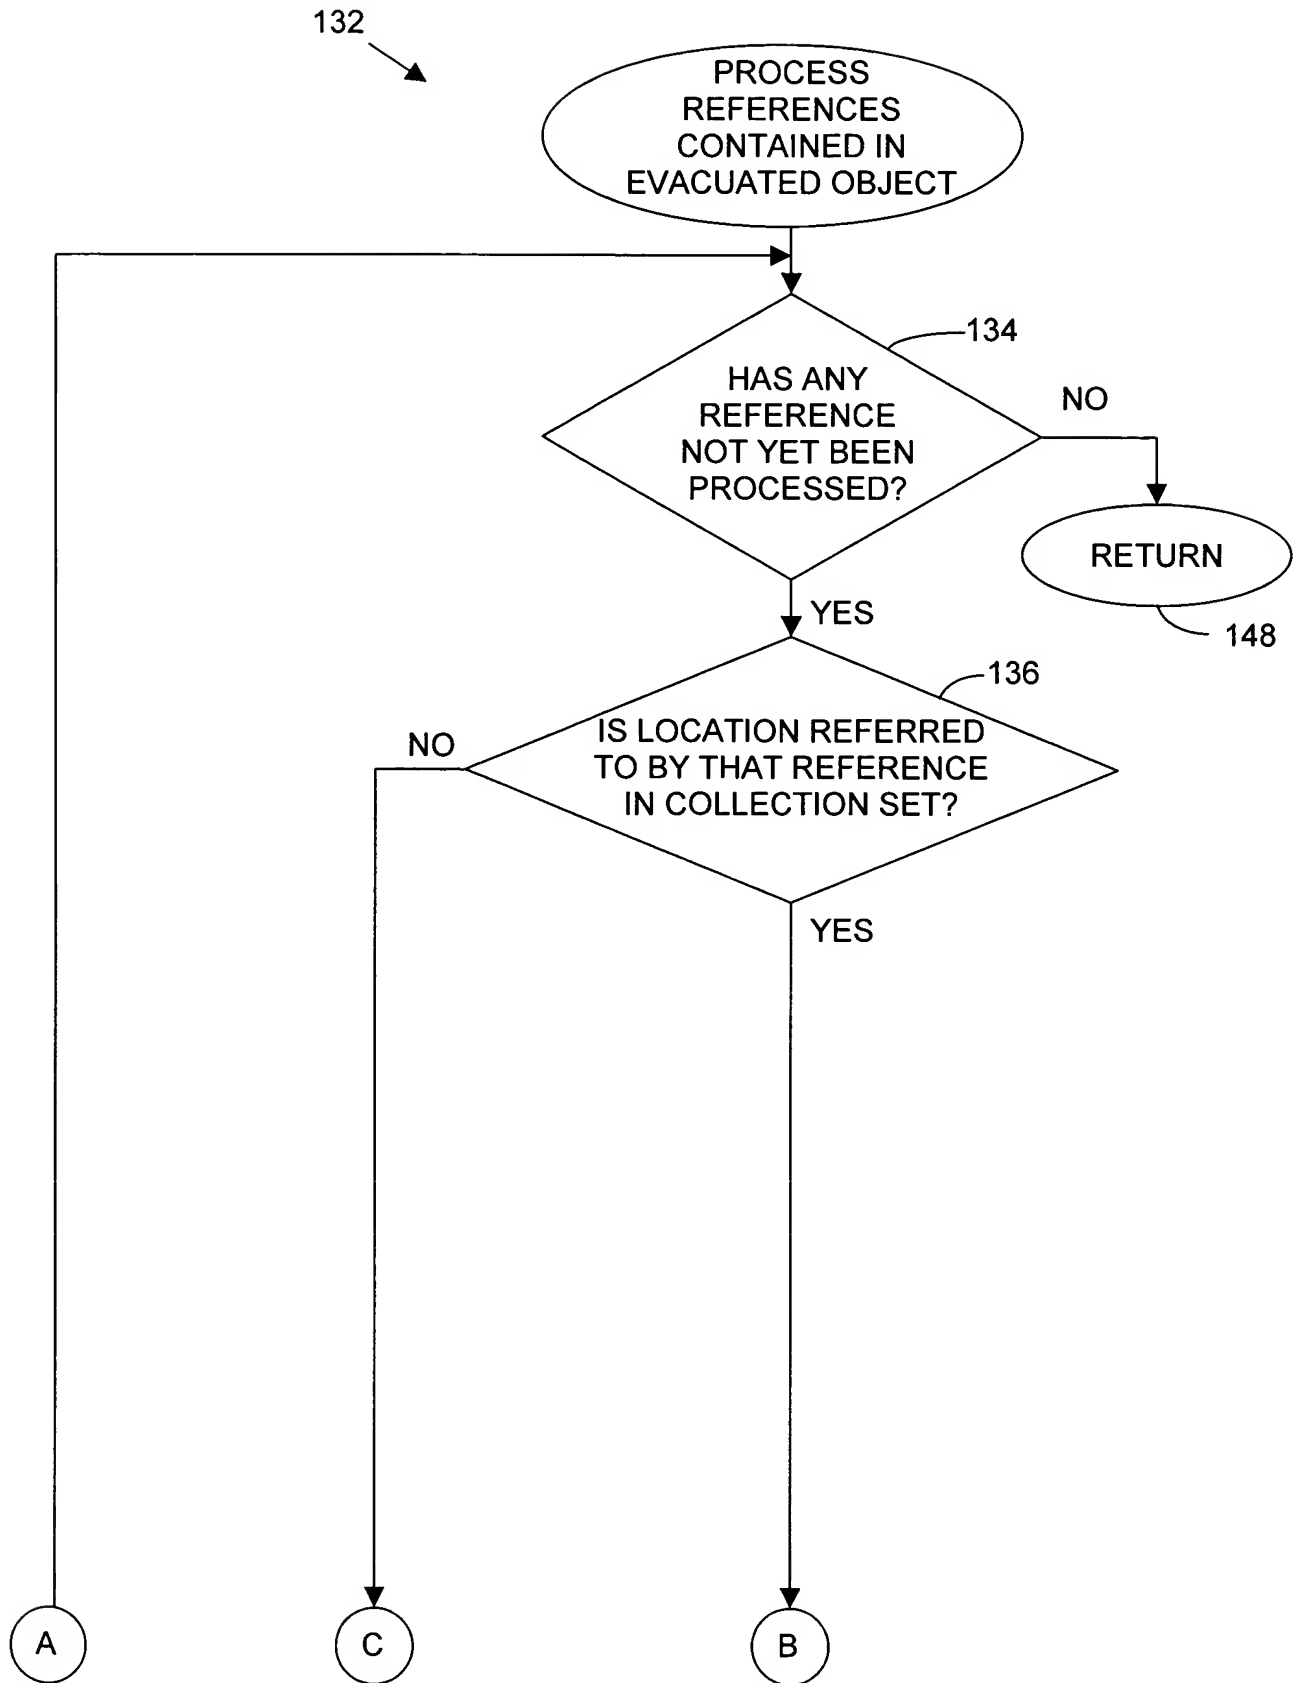 132
PROCESS
REFERENCES
CONTAINED IN
EVACUATED OBJECT
134
HAS ANY
REFERENCE
NOT YET BEEN
PROCESSED?
NO
RETURN
148
YES
136
IS LOCATION REFERRED
TO BY THAT REFERENCE
IN COLLECTION SET?
NO
YES
A
C
B